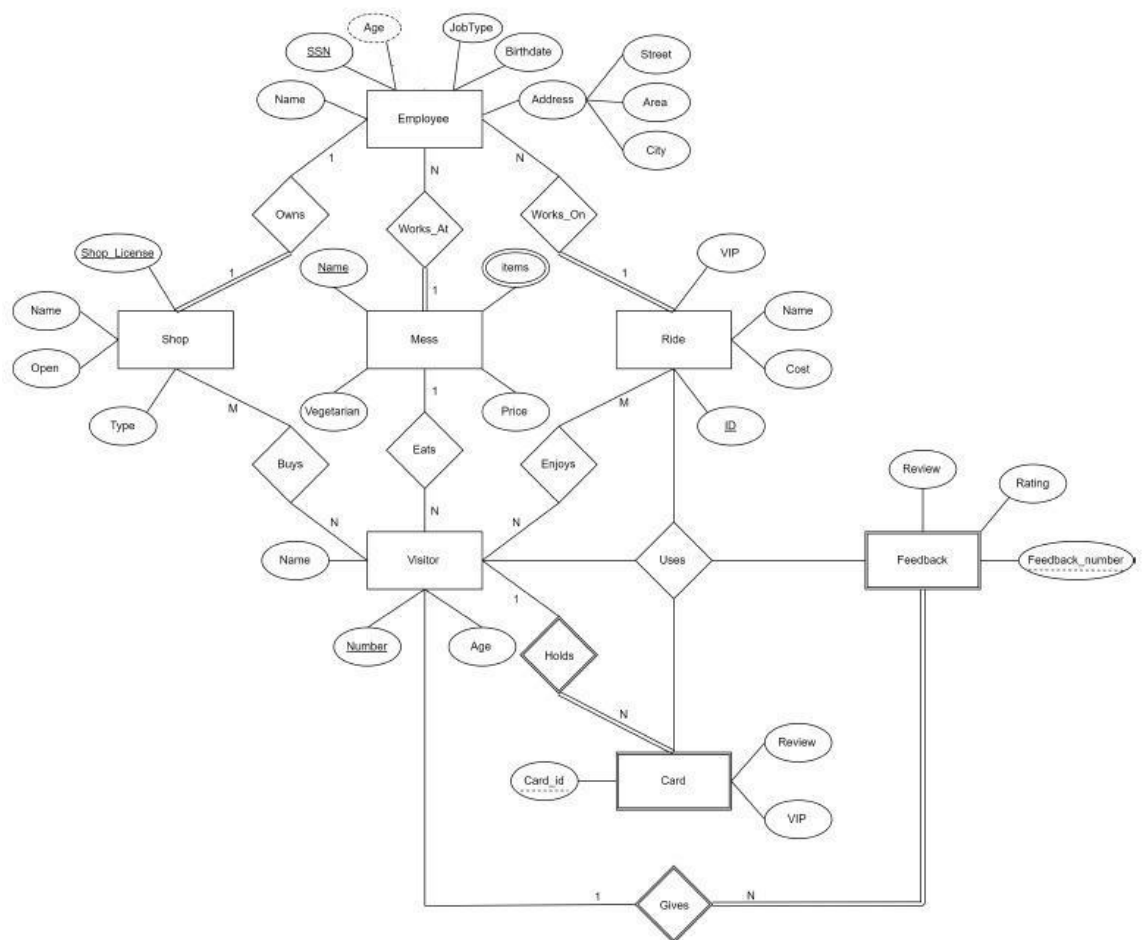 Age
JobType
SSN
Birthdate
Street
Name
Address
Area
Employee
City
1
N
N
Owns
Works_At
Works_On
Shop_License
Name
items
VIP
1
1
1
Name
Name
Shop
Mess
Ride
Open
Cost
M
1
M
Type
Vegetarian
Price
ID
Buys
Eats
Enjoys
Review
Rating
N
N
N
Name
Visitor
Uses
Feedback
Feedback_number
1
Number
Age
Holds
N
Review
Card_id
Card
VIP
1
N
Gives